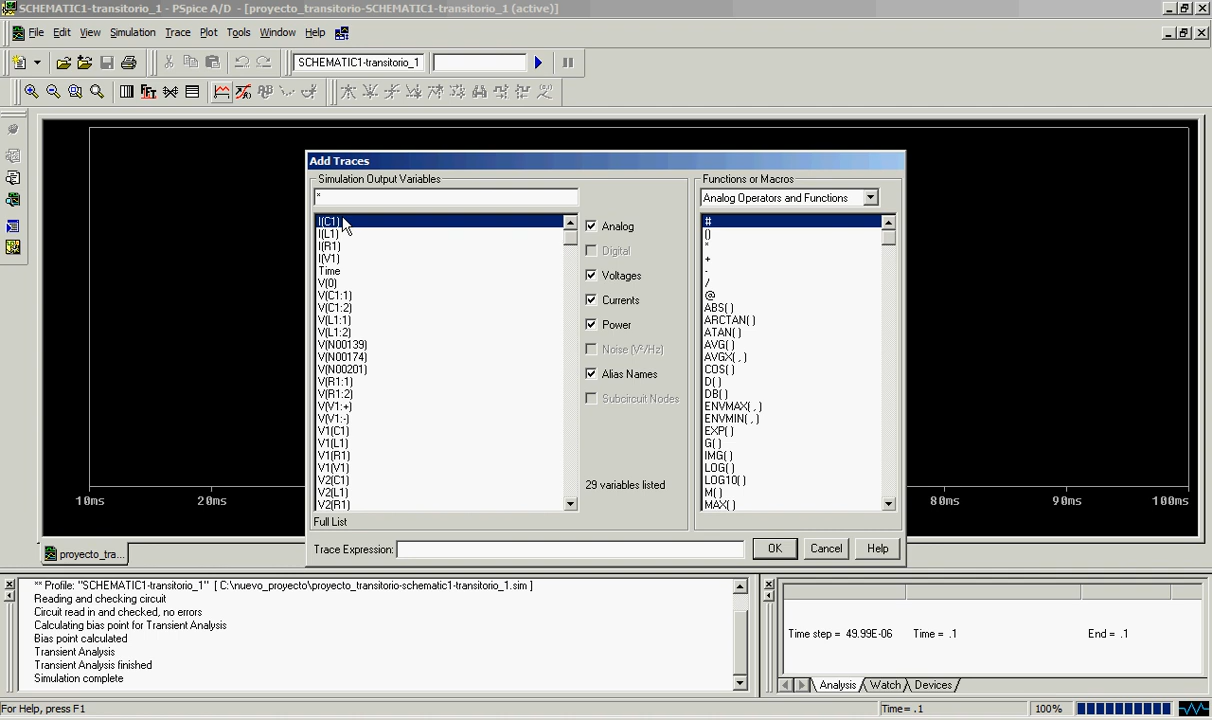 SCHEMATIC1-transitorio_1 - PSpice A/D - [proyecto_transitorio-SCHEMATIC1-transitorio_1 (active)]
File Edit View Simulation Trace Plot Tools Window Help
SCHEMATIC1-transitorio_1
Add Traces
Simulation Output Variables
*
I(C1)
I(L1)
I(R1)
I(V1)
Time
V(0)
V(C1:1)
V(C1:2)
V(L1:1)
V(L1:2)
V(N00139)
V(N00174)
V(N00201)
V(R1:1)
V(R1:2)
V(V1:+)
V(V1:-)
V1(C1)
V1(L1)
V1(R1)
V1(V1)
V2(C1)
V2(L1)
V2(R1)
Full List
Analog
Digital
Voltages
Currents
Power
Noise (V²/Hz)
Alias Names
Subcircuit Nodes
29 variables listed
Functions or Macros
Analog Operators and Functions
#
()
*
+
-
/
@
ABS( )
ARCTAN( )
ATAN( )
AVG( )
AVGX( , )
COS( )
D( )
DB( )
ENVMAX( , )
ENVMIN( , )
EXP( )
G( )
IMG( )
LOG( )
LOG10( )
M( )
MAX( )
Trace Expression:
OK Cancel Help
10ms 20ms 80ms 90ms 100ms
proyecto_tra...
** Profile: "SCHEMATIC1-transitorio_1" [ C:\nuevo_proyecto\proyecto_transitorio-schematic1-transitorio_1.sim ]
Reading and checking circuit
Circuit read in and checked, no errors
Calculating bias point for Transient Analysis
Bias point calculated
Transient Analysis
Transient Analysis finished
Simulation complete
Time step = 49.99E-06 Time = .1 End = .1
Analysis Watch Devices
For Help, press F1
Time= .1 100%